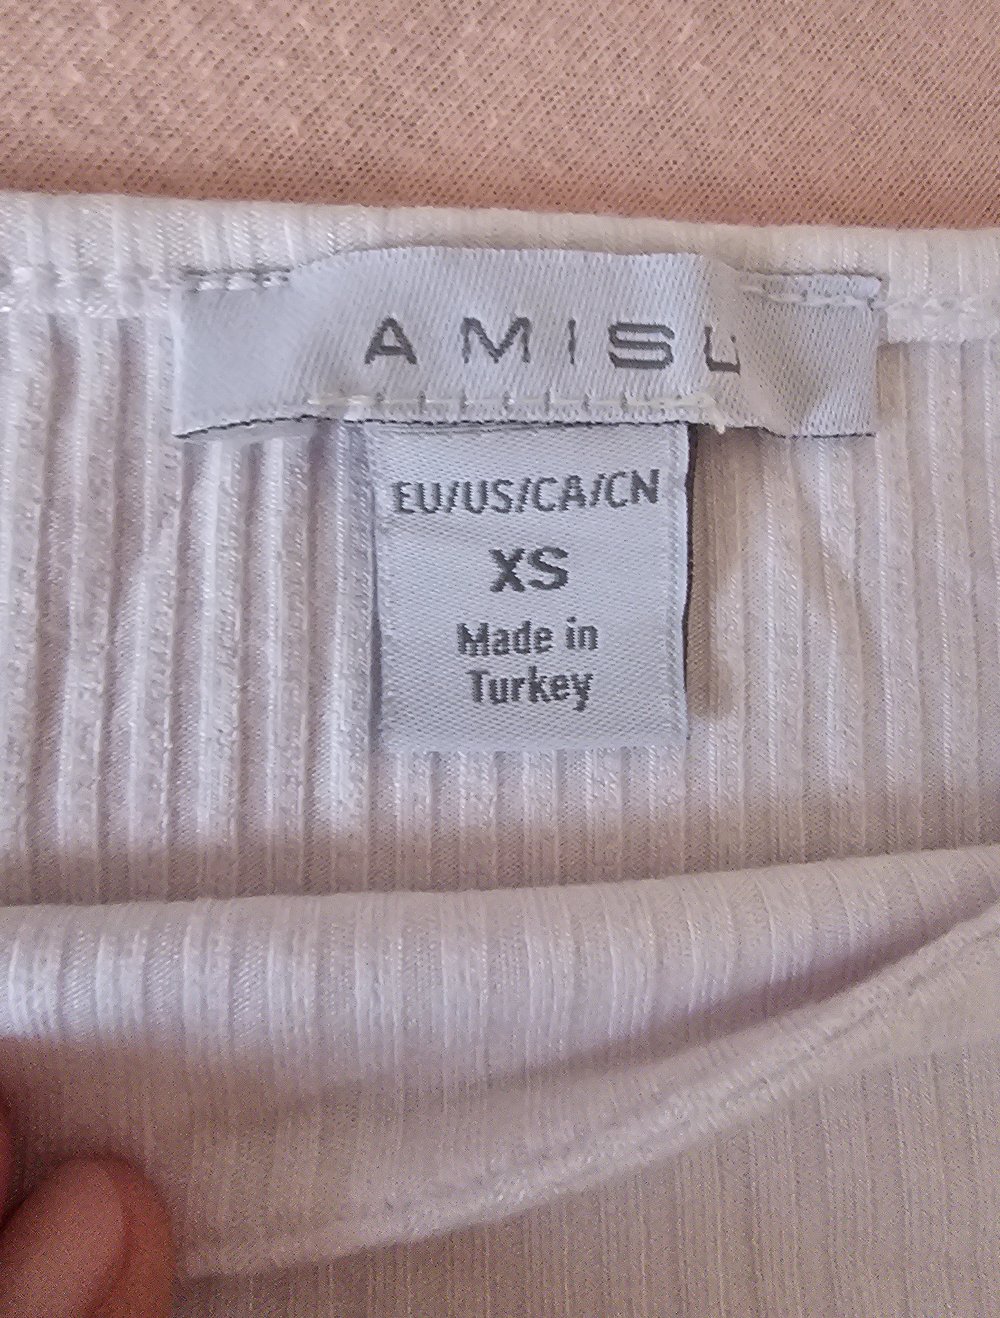 AMISU
EU/US/CA/CN
XS
Made in
Turkey